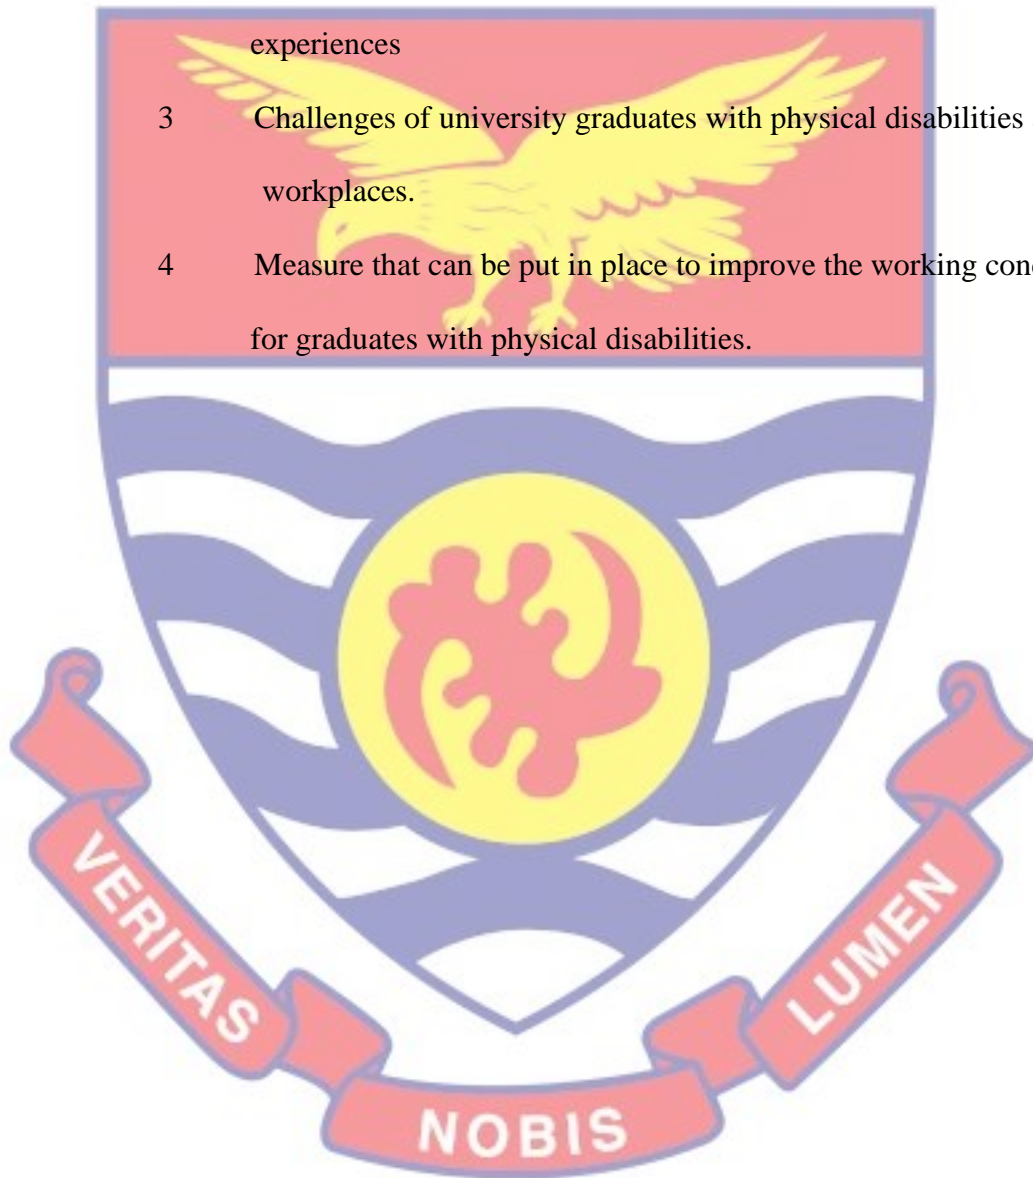 experiences
3 Challenges of university graduates with physical disabilities
workplaces.
4 Measure that can be put in place to improve the working
for graduates with physical disabilities.
VERITAS
NOBIS
LUMEN